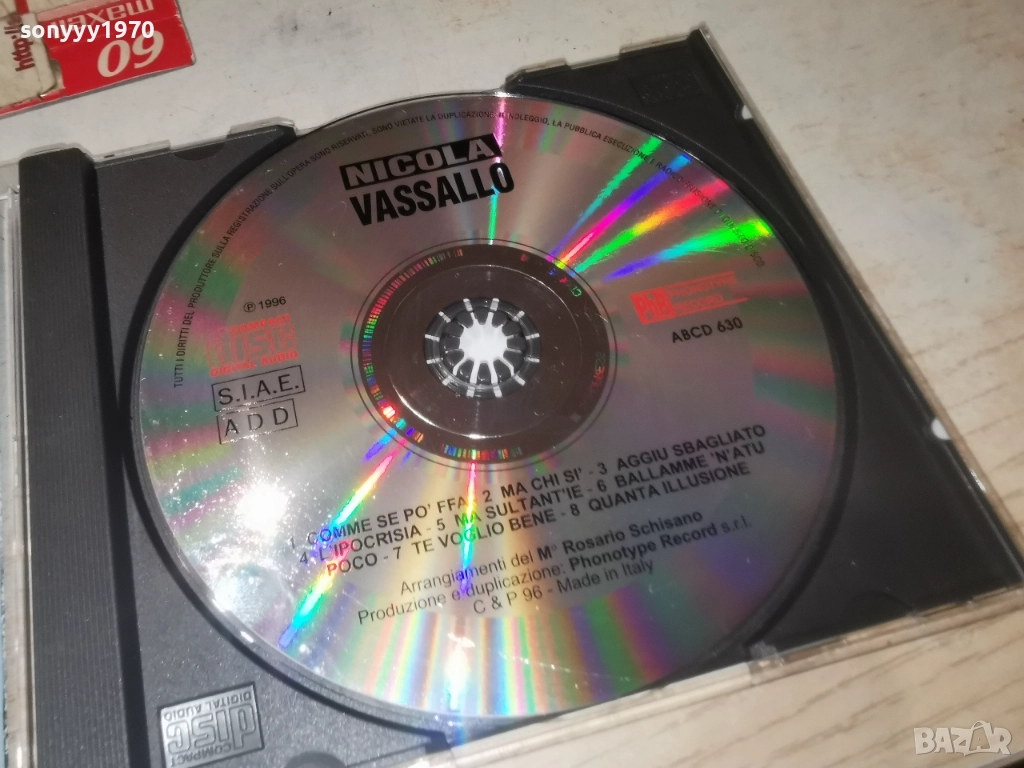 sonyyy1970
http://
maxell
60
TUTTI I DIRITTI DEL PRODUTTORE SULLA REGISTRAZIONE SULL'OPERA SONO RISERVATI. SONO VIETATE LA DUPLICAZIONE, IL NOLEGGIO, LA PUBBLICA ESECUZIONE E
NICOLA
VASSALLO
℗ 1996
COMPACT
disc
DIGITAL AUDIO
S.I.A.E.
ADD
ABCD 630
1 COMME SE PO' FFA - 2 MA CHI SI' - 3 AGGIU SBAGLIATO
4 L'IPOCRISIA - 5 MA SULTANT'IE - 6 BALLAMME 'N'ATU
POCO - 7 TE VOGLIO BENE - 8 QUANTA ILLUSIONE
Arrangiamenti del M° Rosario Schisano
Produzione e duplicazione: Phonotype Record s.r.l.
C & P 96 - Made in Italy
COMPACT
disc
DIGITAL AUDIO
BAZAR